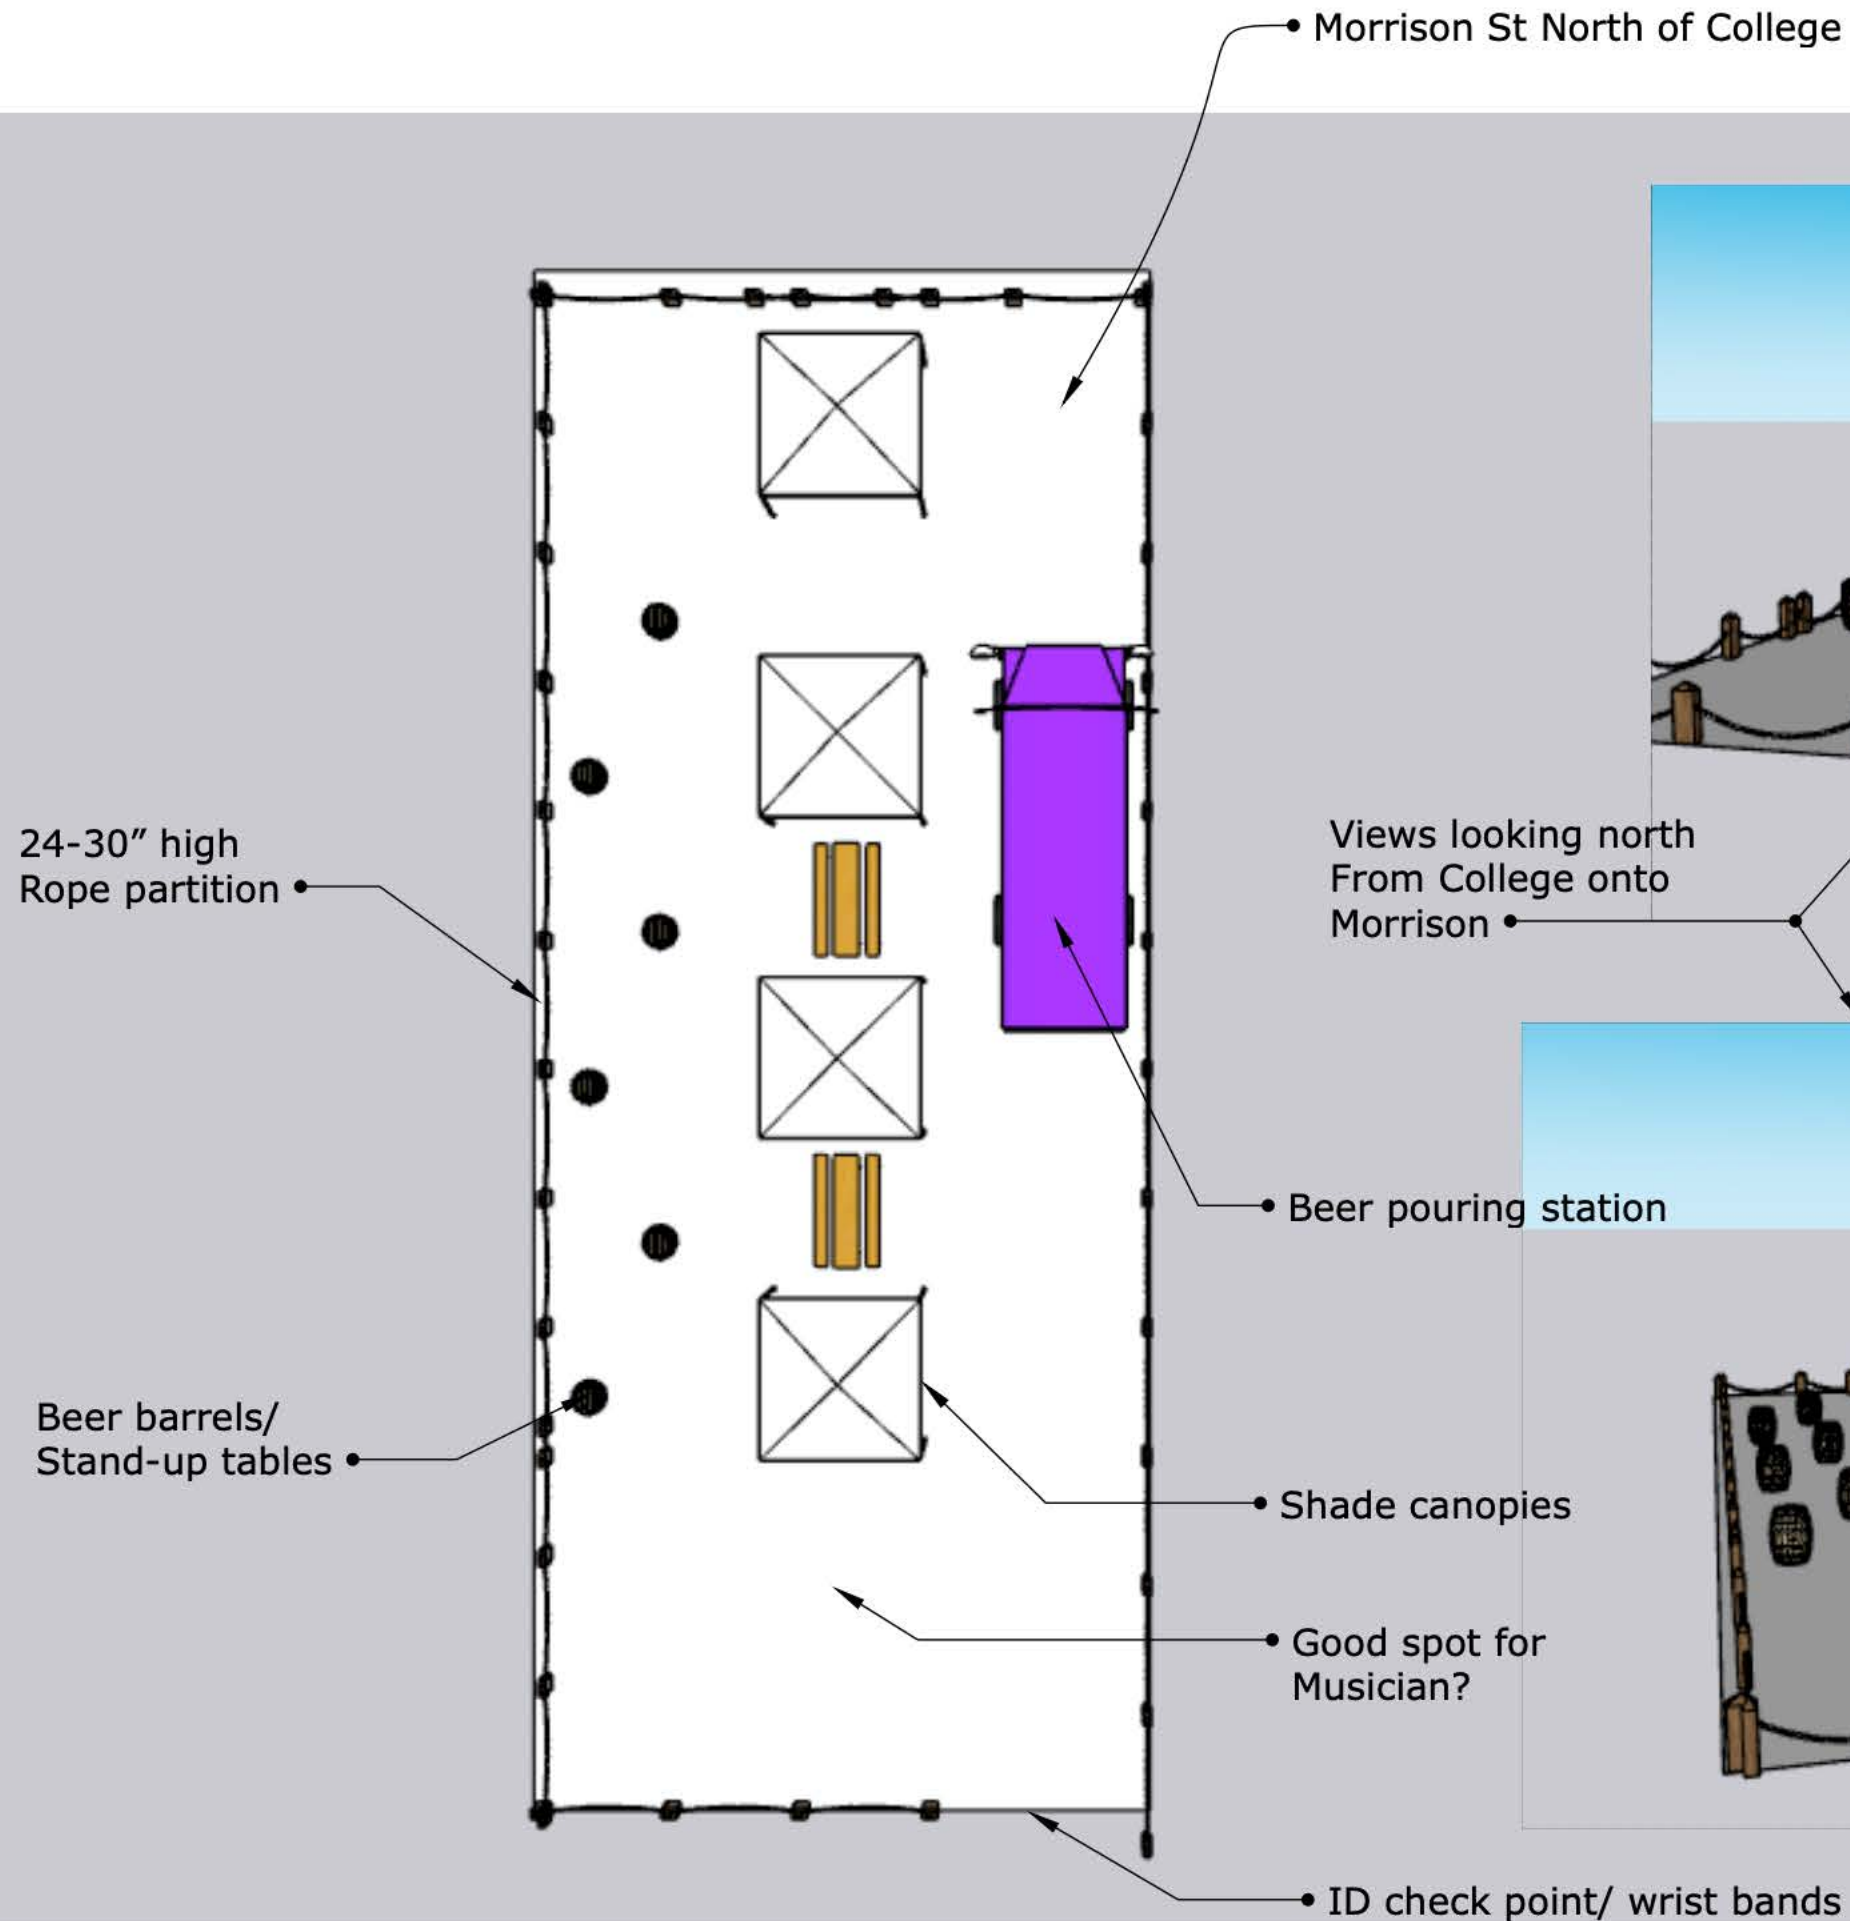 Morrison St North of College
24-30” high
Rope partition
Views looking north
From College onto
Morrison
Beer pouring station
Beer barrels/
Stand-up tables
Shade canopies
Good spot for
Musician?
ID check point/ wrist bands